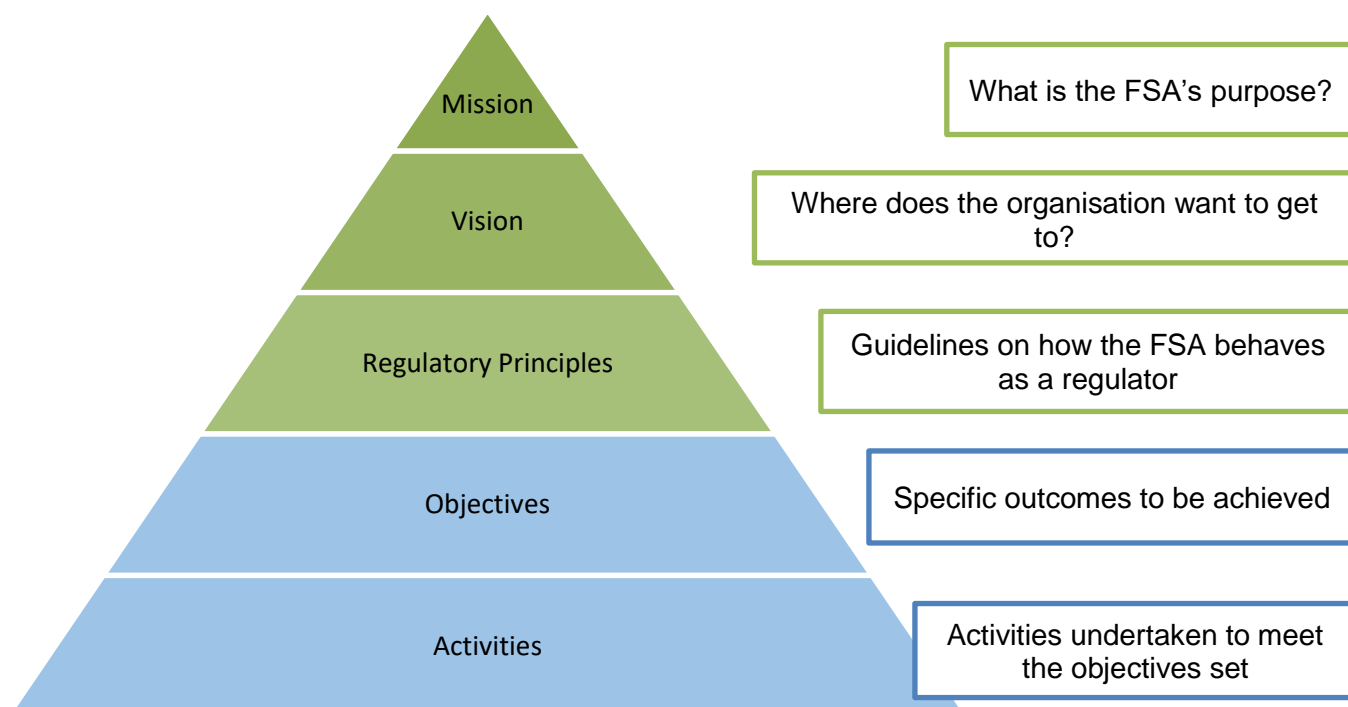 Mission
What is the FSA’s purpose?
Vision
Where does the organisation want to get
to?
Regulatory Principles
Guidelines on how the FSA behaves
as a regulator
Objectives
Specific outcomes to be achieved
Activities
Activities undertaken to meet
the objectives set